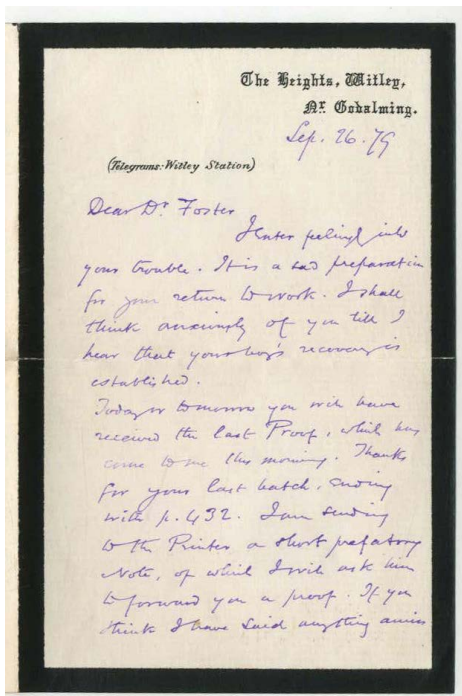 The Heights, Witley,
Nr. Godalming.
Sep. 26. 79
(Telegrams: Witley Station)
Dear Dr. Foster
I enter feelingly into
your trouble. It is a sad preparation
for your return to work. I shall
think anxiously of you till I
hear that your boy's recovery is
established.
Today or tomorrow you will have
received the last Proof, which has
come to me this morning. Thanks
for your last batch, ending
with p. 432. I am sending
to the Printer a short prefatory
Note, of which I will ask him
to forward you a proof. If you
think I have said anything amiss